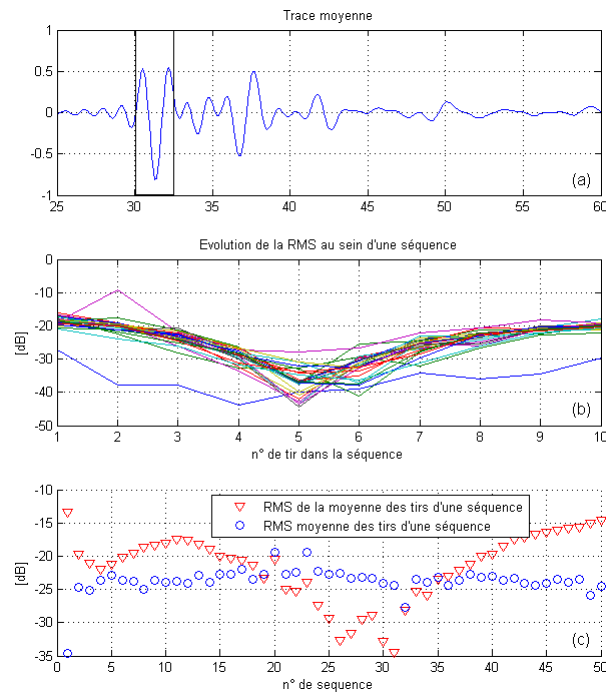 Trace moyenne
1
0.5
0
-0.5
-1
(a)
25 30 35 40 45 50 55 60
Evolution de la RMS au sein d'une séquence
0
-10
-20
-30
-40
-50
[dB]
(b)
1 2 3 4 5 6 7 8 9 10
n° de tir dans la séquence
-10
-15
-20
-25
-30
-35
[dB]
RMS de la moyenne des tirs d'une séquence
RMS moyenne des tirs d'une séquence
(c)
0 5 10 15 20 25 30 35 40 45 50
n° de sequence